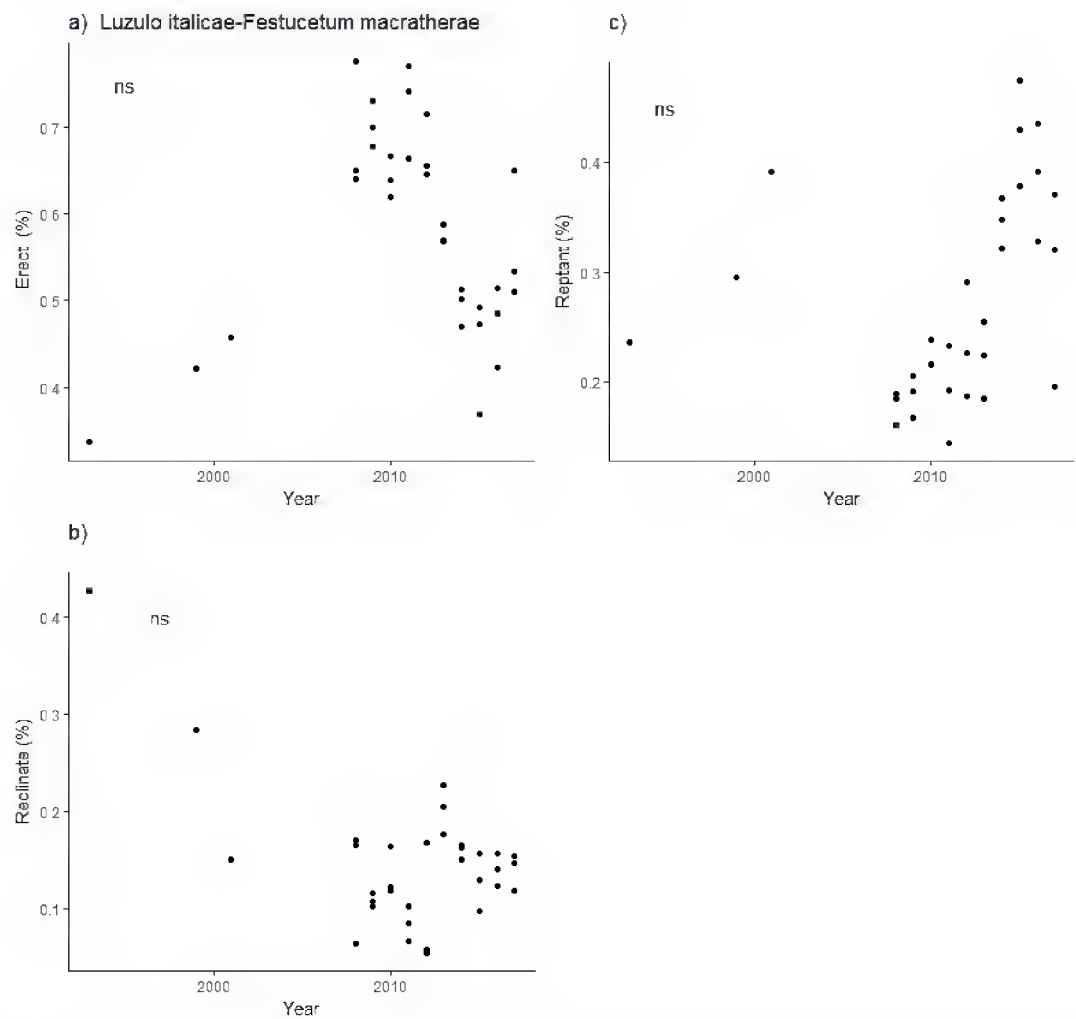 a) Luzulo italicae-Festucetum macratherae
ns
0.7
0.6
0.5
0.4
Erect (%)
2000
2010
Year
c)
ns
0.4
0.3
0.2
Reptant (%)
2000
2010
Year
b)
ns
0.4
0.3
0.2
0.1
Reclinate (%)
2000
2010
Year